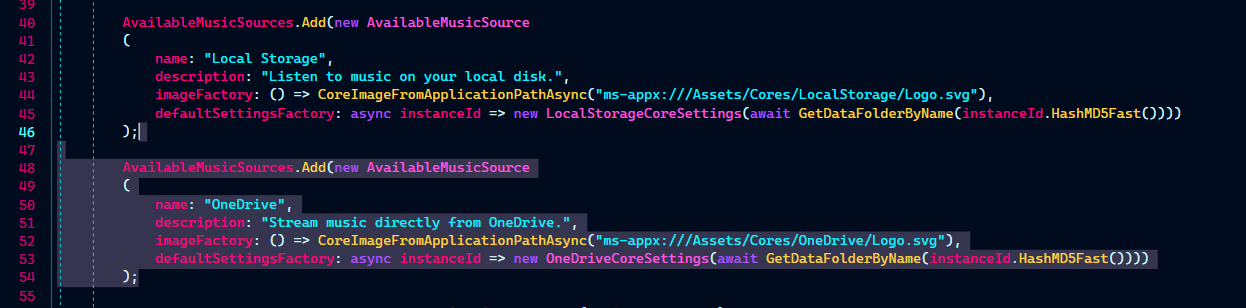 39
40 AvailableMusicSources.Add(new AvailableMusicSource
41 (
42 name: "Local Storage",
43 description: "Listen to music on your local disk.",
44 imageFactory: () => CoreImageFromApplicationPathAsync("ms-appx:///Assets/Cores/LocalStorage/Logo.svg"),
45 defaultSettingsFactory: async instanceId => new LocalStorageCoreSettings(await GetDataFolderByName(instanceId.HashMD5Fast()))
46 );
47
48 AvailableMusicSources.Add(new AvailableMusicSource
49 (
50 name: "OneDrive",
51 description: "Stream music directly from OneDrive.",
52 imageFactory: () => CoreImageFromApplicationPathAsync("ms-appx:///Assets/Cores/OneDrive/Logo.svg"),
53 defaultSettingsFactory: async instanceId => new OneDriveCoreSettings(await GetDataFolderByName(instanceId.HashMD5Fast()))
54 );
55